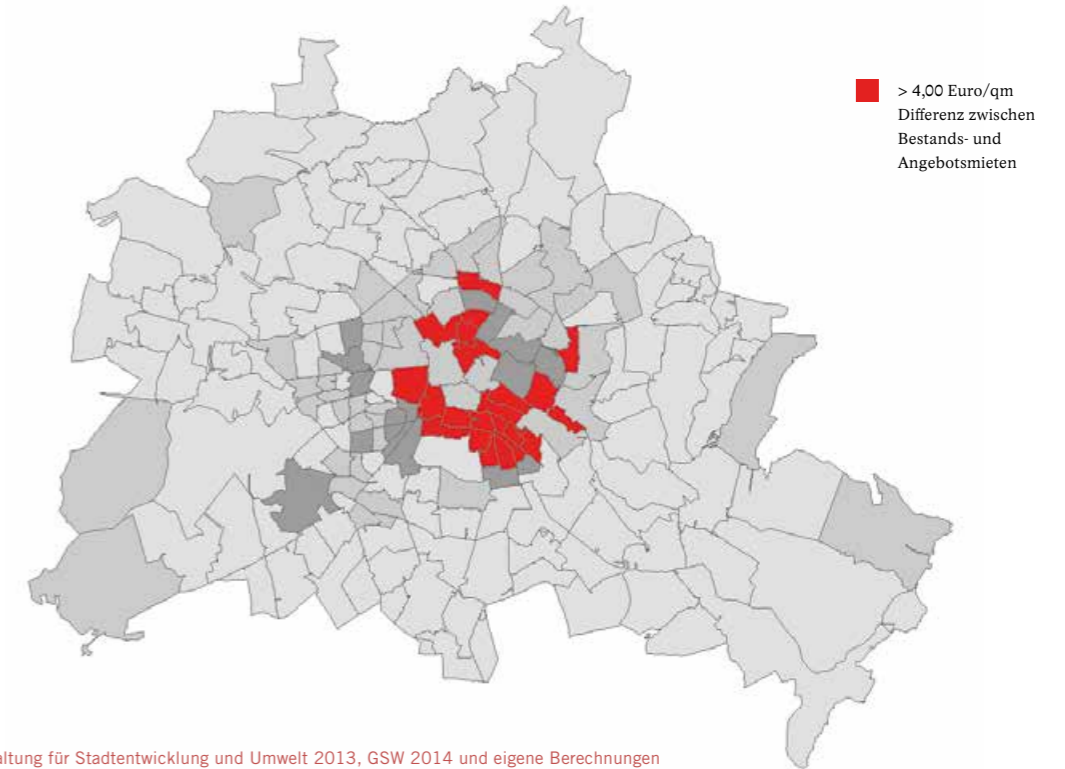 > 4,00 Euro/qm
Differenz zwischen
Bestands- und
Angebotsmieten
für Stadtentwicklung und Umwelt 2013, GSW 2014 und eigene Berechnungen